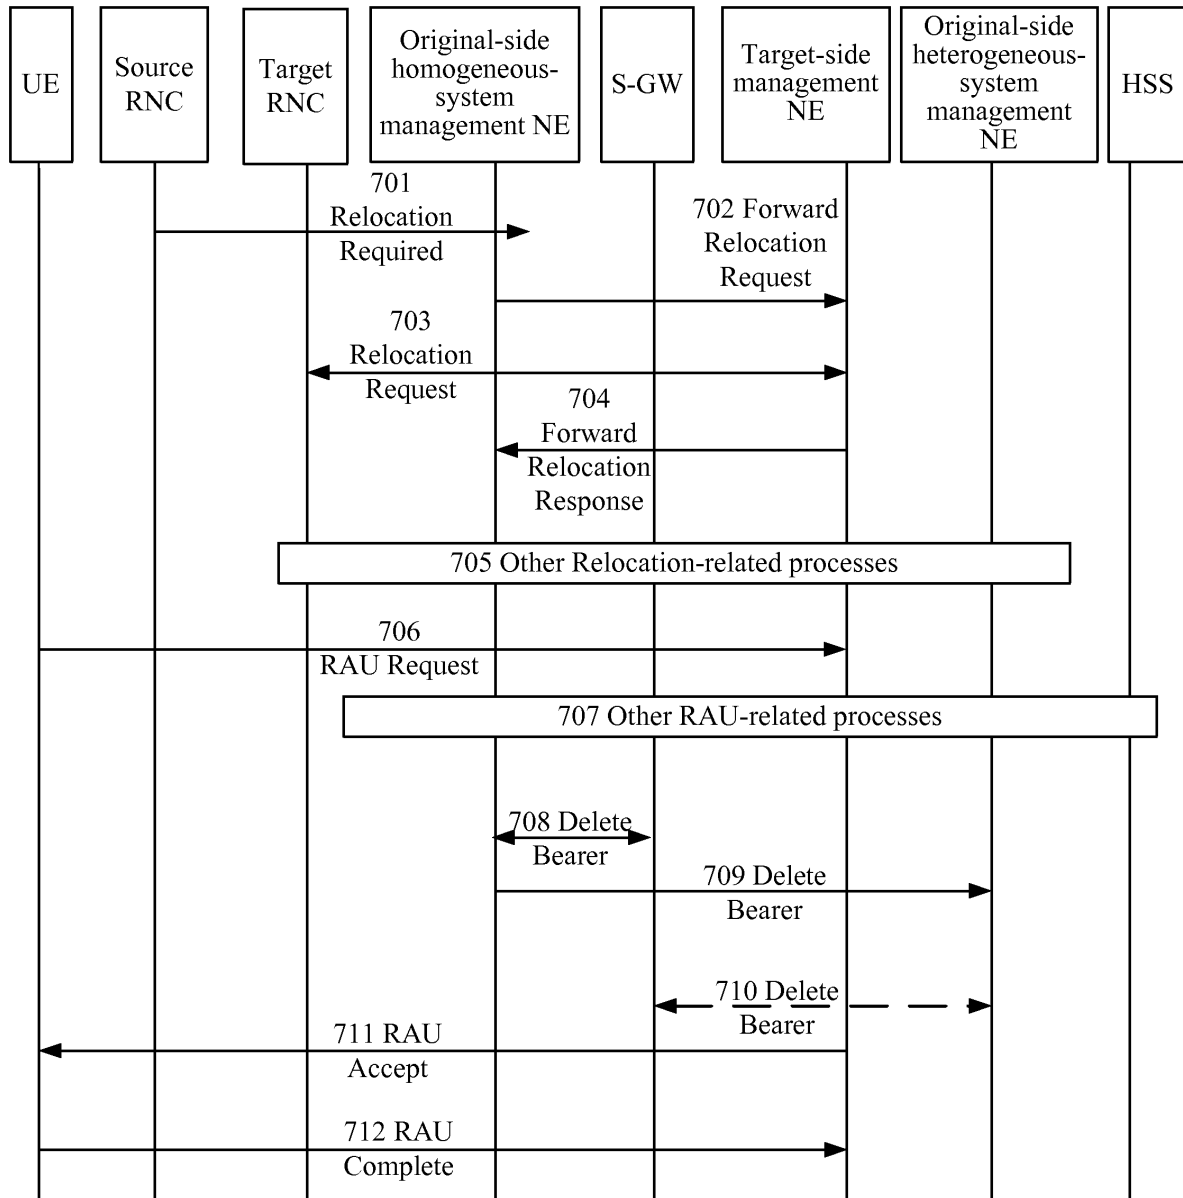 UE
Source
RNC
Target
RNC
Original-side
homogeneous-
system
management NE
S-GW
Target-side
management
NE
Original-side
heterogeneous-
system
management
NE
HSS
701
Relocation
Required
702 Forward
Relocation
Request
703
Relocation
Request
704
Forward
Relocation
Response
705 Other Relocation-related processes
706
RAU Request
707 Other RAU-related processes
708 Delete
Bearer
709 Delete
Bearer
710 Delete
Bearer
711 RAU
Accept
712 RAU
Complete